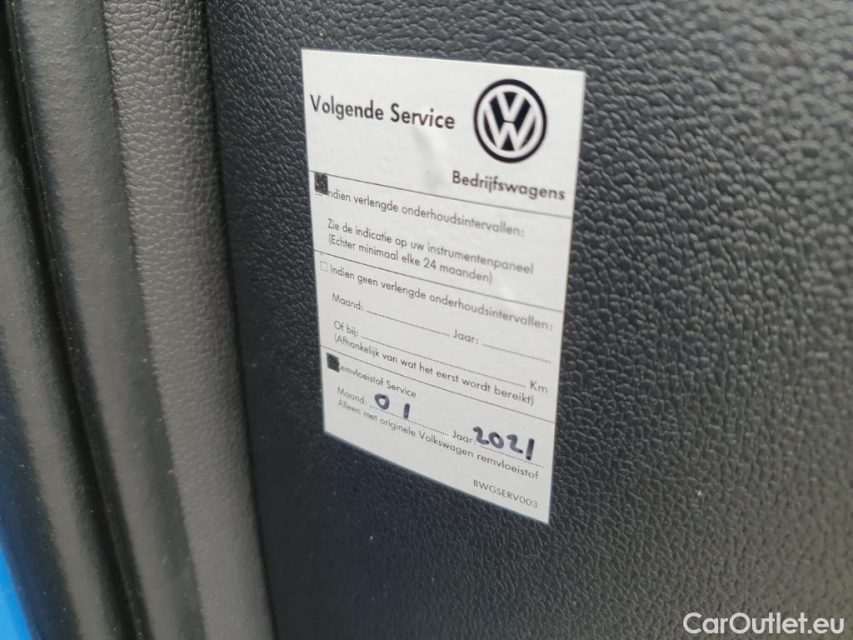 Volgende Service
Bedrijfswagens
Indien verlengde onderhoudsintervallen:
Zie de indicatie op uw instrumentenpaneel
(Echter minimaal elke 24 maanden)
Indien geen verlengde onderhoudsintervallen:
Maand: Jaar:
Of bij: Km
(Afhankelijk van wat het eerst wordt bereikt)
Remvloeistof Service
Maand: 01 Jaar: 2021
Alleen met originele Volkswagen remvloeistof
BWGSERV003
CarOutlet.eu